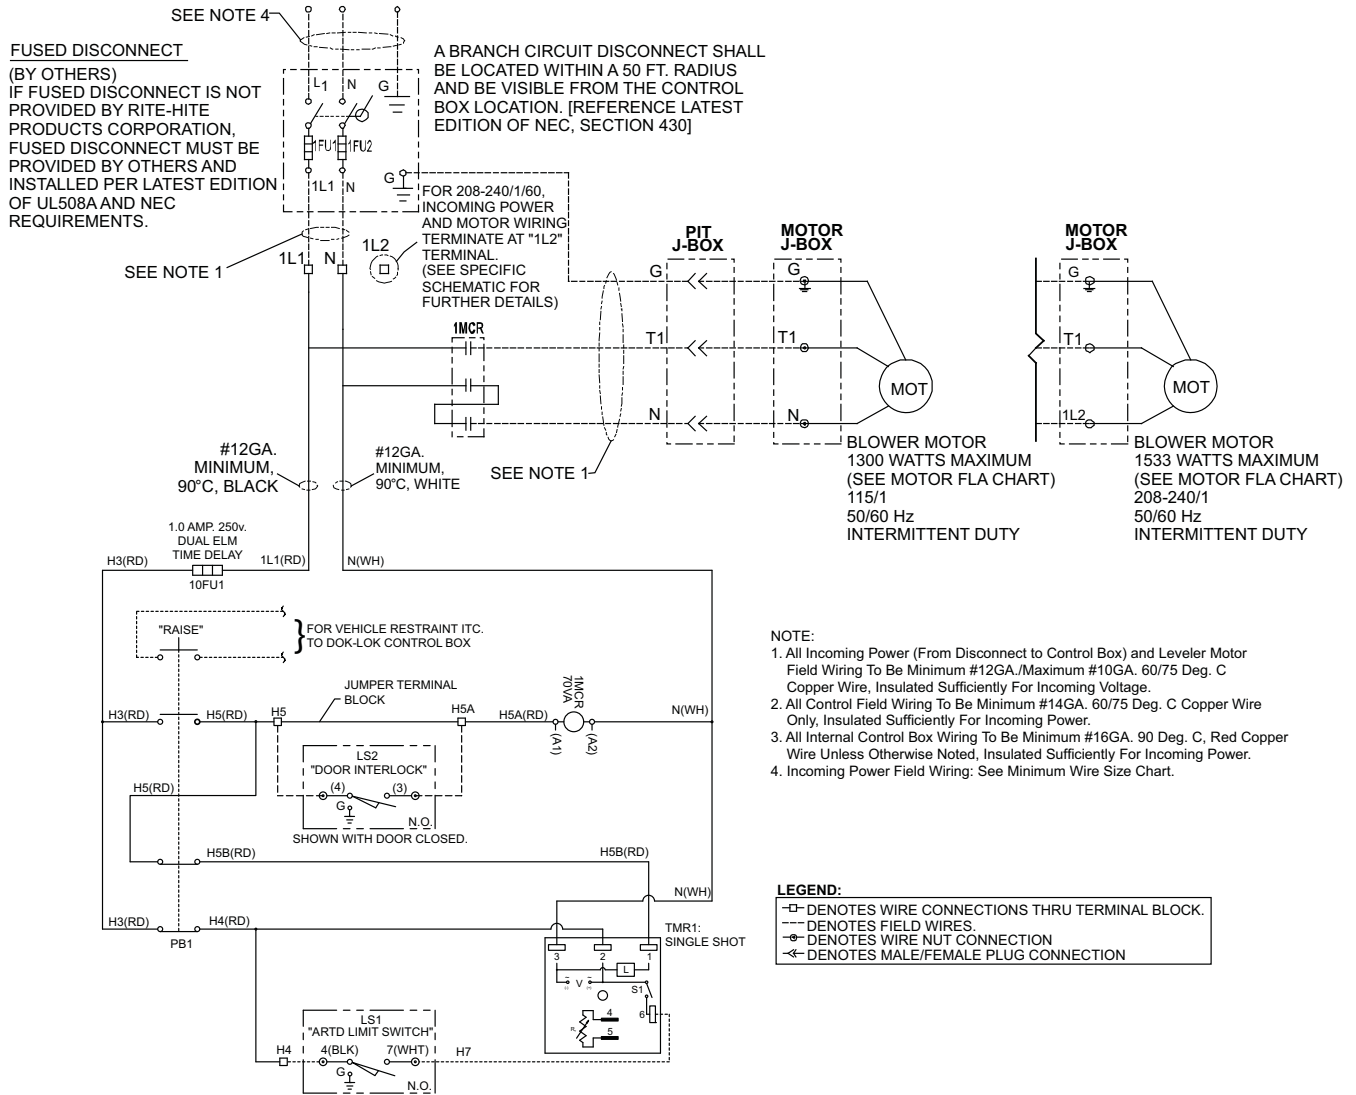 SEE NOTE 4
FUSED DISCONNECT
(BY OTHERS)
IF FUSED DISCONNECT IS NOT
PROVIDED BY RITE-HITE
PRODUCTS CORPORATION,
FUSED DISCONNECT MUST BE
PROVIDED BY OTHERS AND
INSTALLED PER LATEST EDITION
OF UL508A AND NEC
REQUIREMENTS.
A BRANCH CIRCUIT DISCONNECT SHALL
BE LOCATED WITHIN A 50 FT. RADIUS
AND BE VISIBLE FROM THE CONTROL
BOX LOCATION. [REFERENCE LATEST
EDITION OF NEC, SECTION 430]
L1 N G
1FU1 1FU2
1L1 N
G
SEE NOTE 1
1L1 N
1L2
FOR 208-240/1/60,
INCOMING POWER
AND MOTOR WIRING
TERMINATE AT "1L2"
TERMINAL.
(SEE SPECIFIC
SCHEMATIC FOR
FURTHER DETAILS)
1MCR
PIT
J-BOX
MOTOR
J-BOX
MOTOR
J-BOX
G G G
T1 T1 T1
N N 1L2
MOT
MOT
SEE NOTE 1
BLOWER MOTOR
1300 WATTS MAXIMUM
(SEE MOTOR FLA CHART)
115/1
50/60 Hz
INTERMITTENT DUTY
BLOWER MOTOR
1533 WATTS MAXIMUM
(SEE MOTOR FLA CHART)
208-240/1
50/60 Hz
INTERMITTENT DUTY
#12GA.
MINIMUM,
90°C, BLACK
#12GA.
MINIMUM,
90°C, WHITE
1.0 AMP. 250v.
DUAL ELM
TIME DELAY
H3(RD)
10FU1
1L1(RD)
N(WH)
"RAISE"
} FOR VEHICLE RESTRAINT ITC.
TO DOK-LOK CONTROL BOX
JUMPER TERMINAL
BLOCK
H3(RD) H5(RD) H5 H5A H5A(RD)
1MCR
70VA
(A1) (A2)
N(WH)
LS2
"DOOR INTERLOCK"
(4) (3)
G
N.O.
SHOWN WITH DOOR CLOSED.
H5(RD)
H5B(RD) H5B(RD)
N(WH)
H3(RD) H4(RD)
PB1
TMR1:
SINGLE SHOT
3 2 1
L
V
S1
R
4
5
6
LS1
"ARTD LIMIT SWITCH"
H4 4(BLK) 7(WHT) H7
G
N.O.
NOTE:
1. All Incoming Power (From Disconnect to Control Box) and Leveler Motor
Field Wiring To Be Minimum #12GA./Maximum #10GA. 60/75 Deg. C
Copper Wire, Insulated Sufficiently For Incoming Voltage.
2. All Control Field Wiring To Be Minimum #14GA. 60/75 Deg. C Copper Wire
Only, Insulated Sufficiently For Incoming Power.
3. All Internal Control Box Wiring To Be Minimum #16GA. 90 Deg. C, Red Copper
Wire Unless Otherwise Noted, Insulated Sufficiently For Incoming Power.
4. Incoming Power Field Wiring: See Minimum Wire Size Chart.
LEGEND:
DENOTES WIRE CONNECTIONS THRU TERMINAL BLOCK.
DENOTES FIELD WIRES.
DENOTES WIRE NUT CONNECTION
DENOTES MALE/FEMALE PLUG CONNECTION